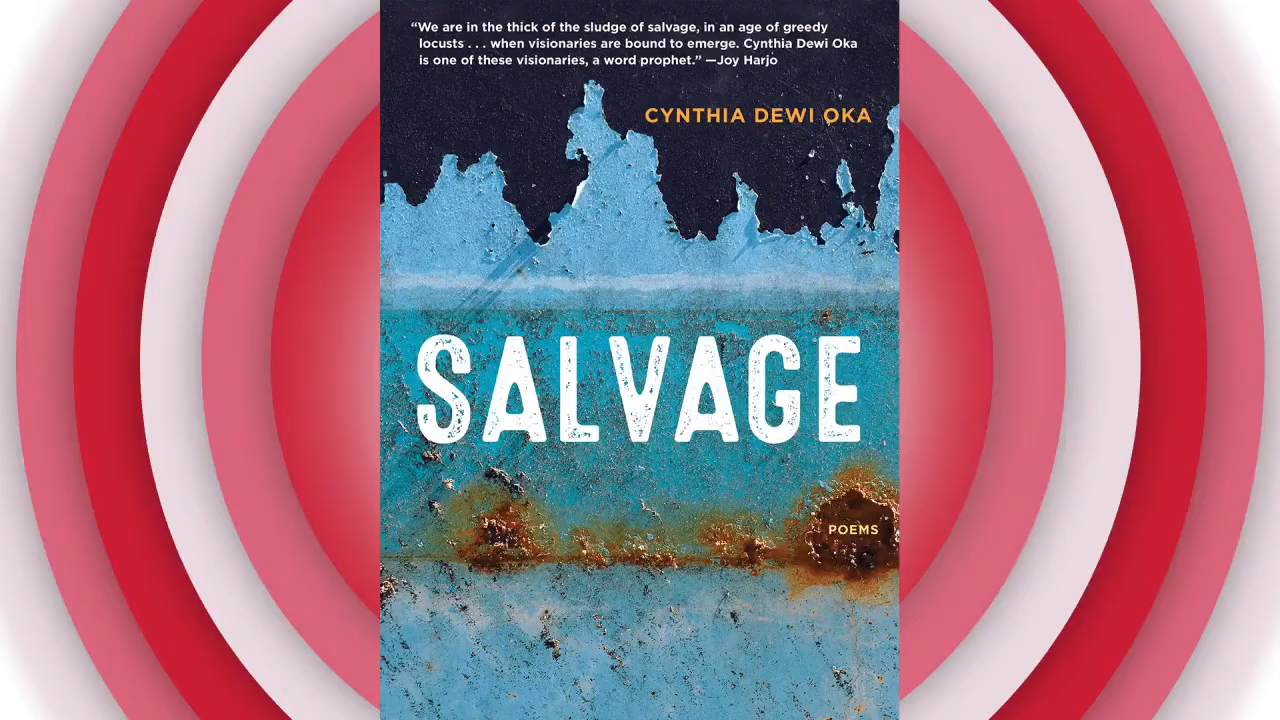 “We are in the thick of the sludge of salvage, in an age of greedy
locusts . . . when visionaries are bound to emerge. Cynthia Dewi Oka
is one of these visionaries, a word prophet.” —Joy Harjo
CYNTHIA DEWI OKA
SALVAGE
POEMS